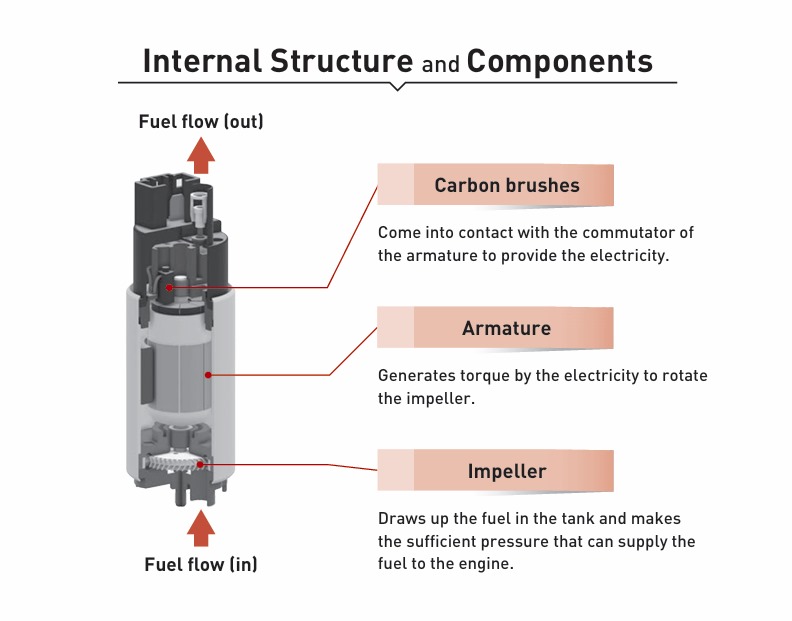 Internal Structure and Components
Fuel flow (out)
Carbon brushes
Come into contact with the commutator of
the armature to provide the electricity.
Armature
Generates torque by the electricity to rotate
the impeller.
Impeller
Draws up the fuel in the tank and makes
the sufficient pressure that can supply the
fuel to the engine.
Fuel flow (in)